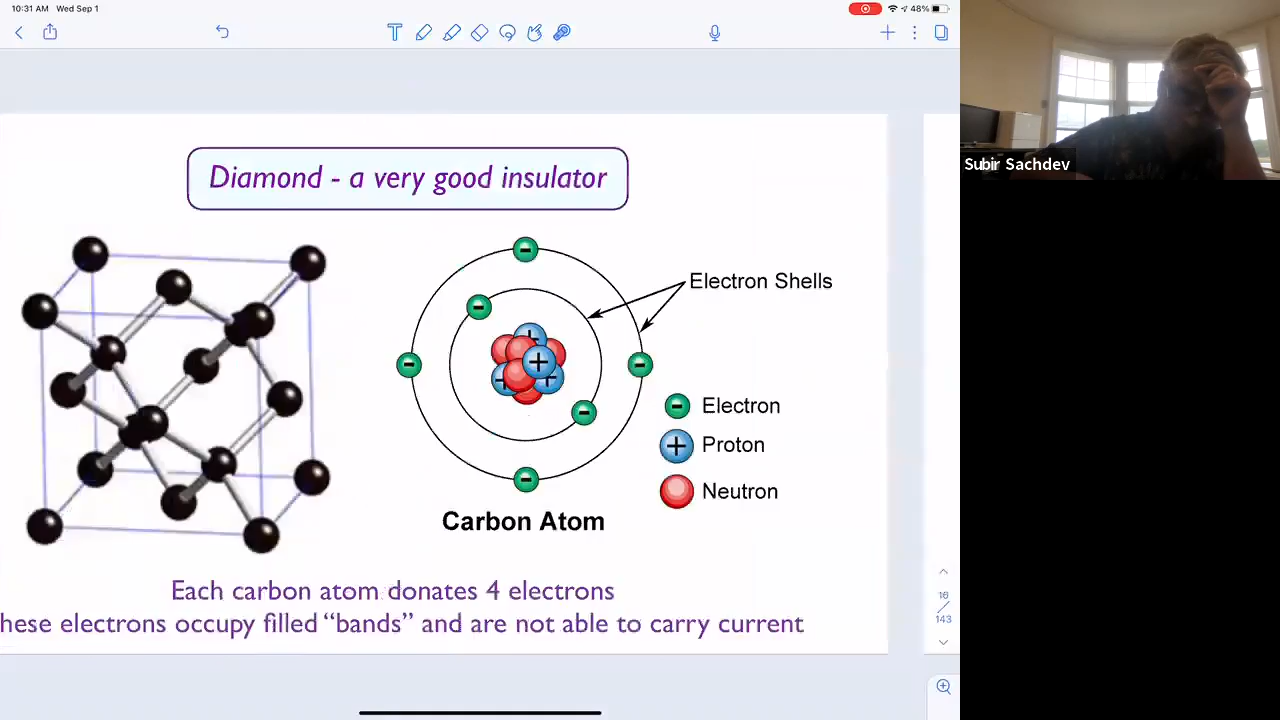 10:31 AM Wed Sep 1
48%
T
Subir Sachdev
Diamond - a very good insulator
Electron Shells
Electron
Proton
Neutron
Carbon Atom
Each carbon atom donates 4 electrons
hese electrons occupy filled “bands” and are not able to carry current
16
143